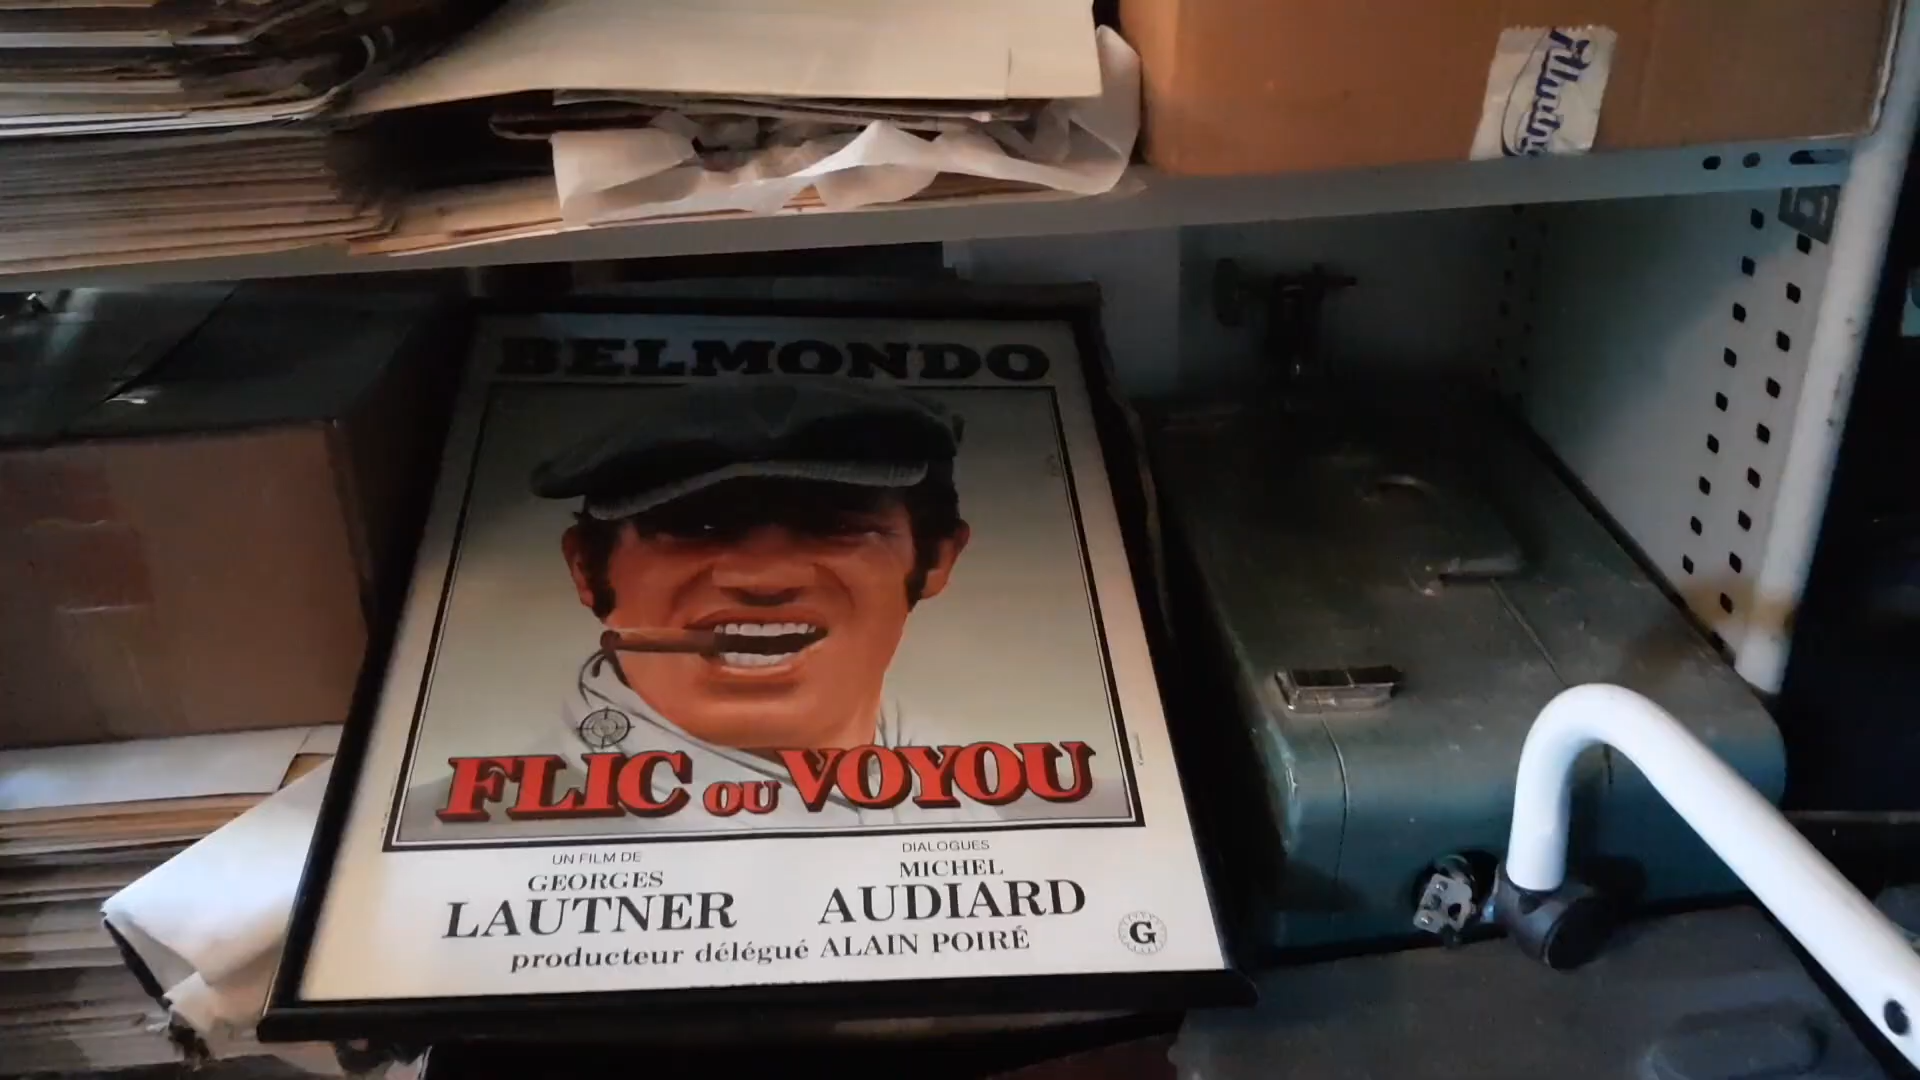 BELMONDO
FLIC OU VOYOU
UN FILM DE
GEORGES
LAUTNER
DIALOGUES
MICHEL
AUDIARD
producteur délégué ALAIN POIRÉ
G